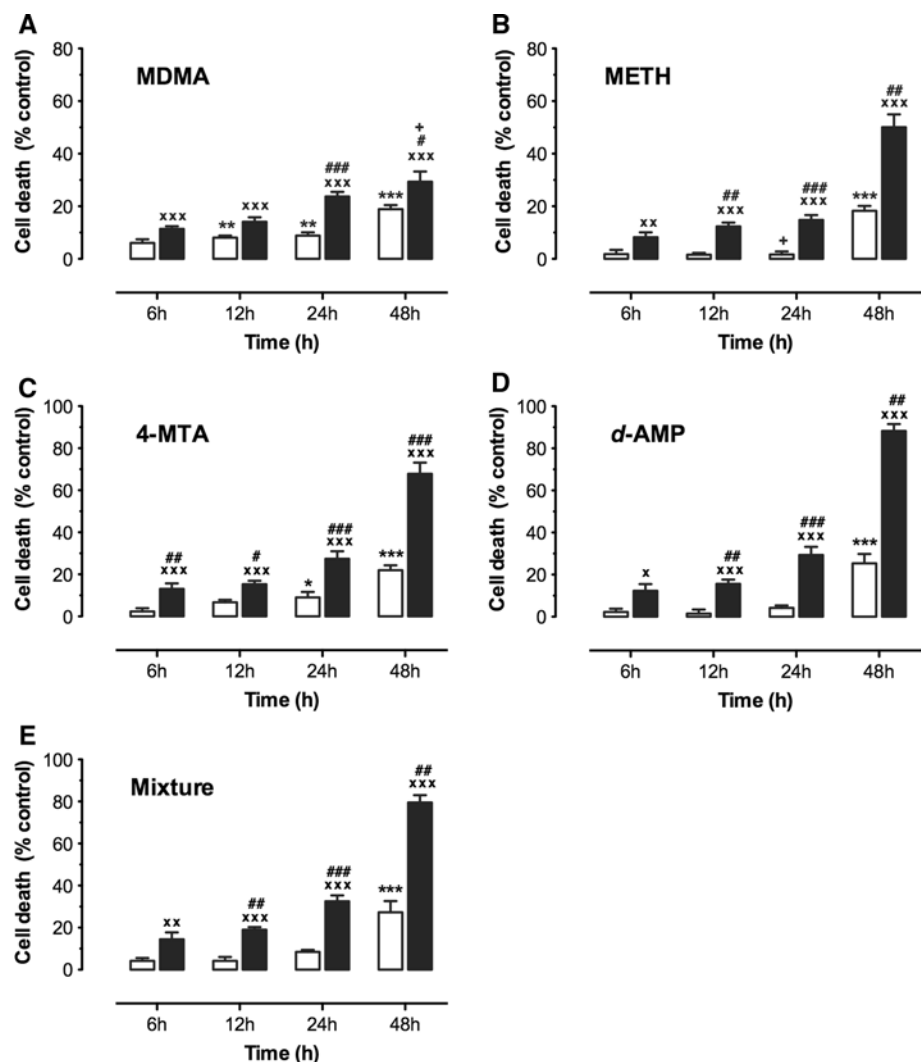 A
MDMA
Cell death (% control)
80
60
40
20
0
xxx
**
xxx
**
###
xxx
***
+
#
xxx
6h 12h 24h 48h
Time (h)
B
METH
Cell death (% control)
80
60
40
20
0
xx
##
xxx
+
###
xxx
***
##
xxx
6h 12h 24h 48h
Time (h)
C
4-MTA
Cell death (% control)
100
80
60
40
20
0
##
xxx
#
xxx
*
###
xxx
***
###
xxx
6h 12h 24h 48h
Time (h)
D
d-AMP
Cell death (% control)
100
80
60
40
20
0
x
##
xxx
###
xxx
***
##
xxx
6h 12h 24h 48h
Time (h)
E
Mixture
Cell death (% control)
100
80
60
40
20
0
xx
##
xxx
###
xxx
***
##
xxx
6h 12h 24h 48h
Time (h)